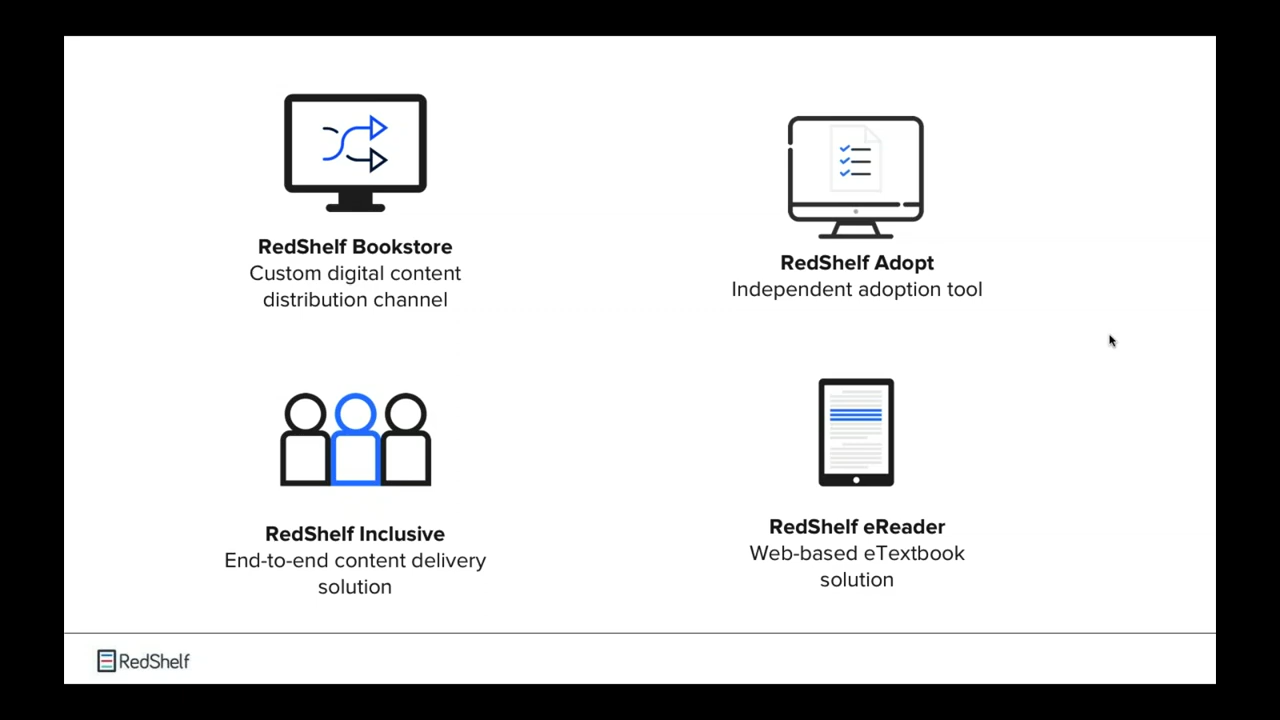 RedShelf Bookstore
Custom digital content
distribution channel
RedShelf Adopt
Independent adoption tool
RedShelf Inclusive
End-to-end content delivery
solution
RedShelf eReader
Web-based eTextbook
solution
RedShelf